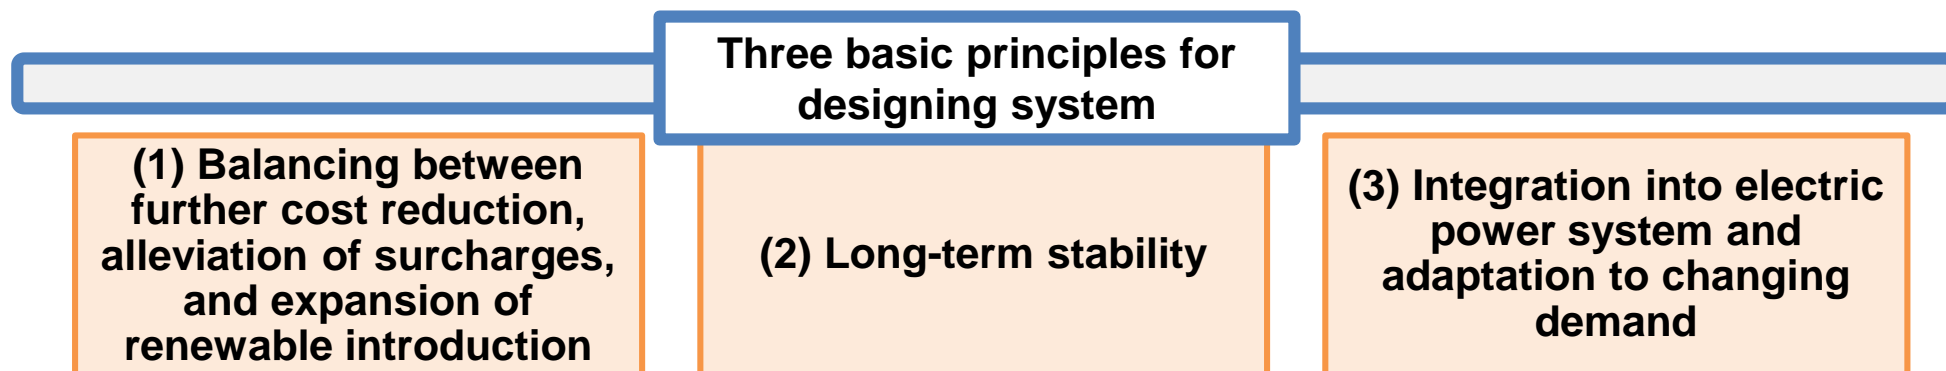 Three basic principles for
designing system
(1) Balancing between
further cost reduction,
alleviation of surcharges,
and expansion of
renewable introduction
(2) Long-term stability
(3) Integration into electric
power system and
adaptation to changing
demand